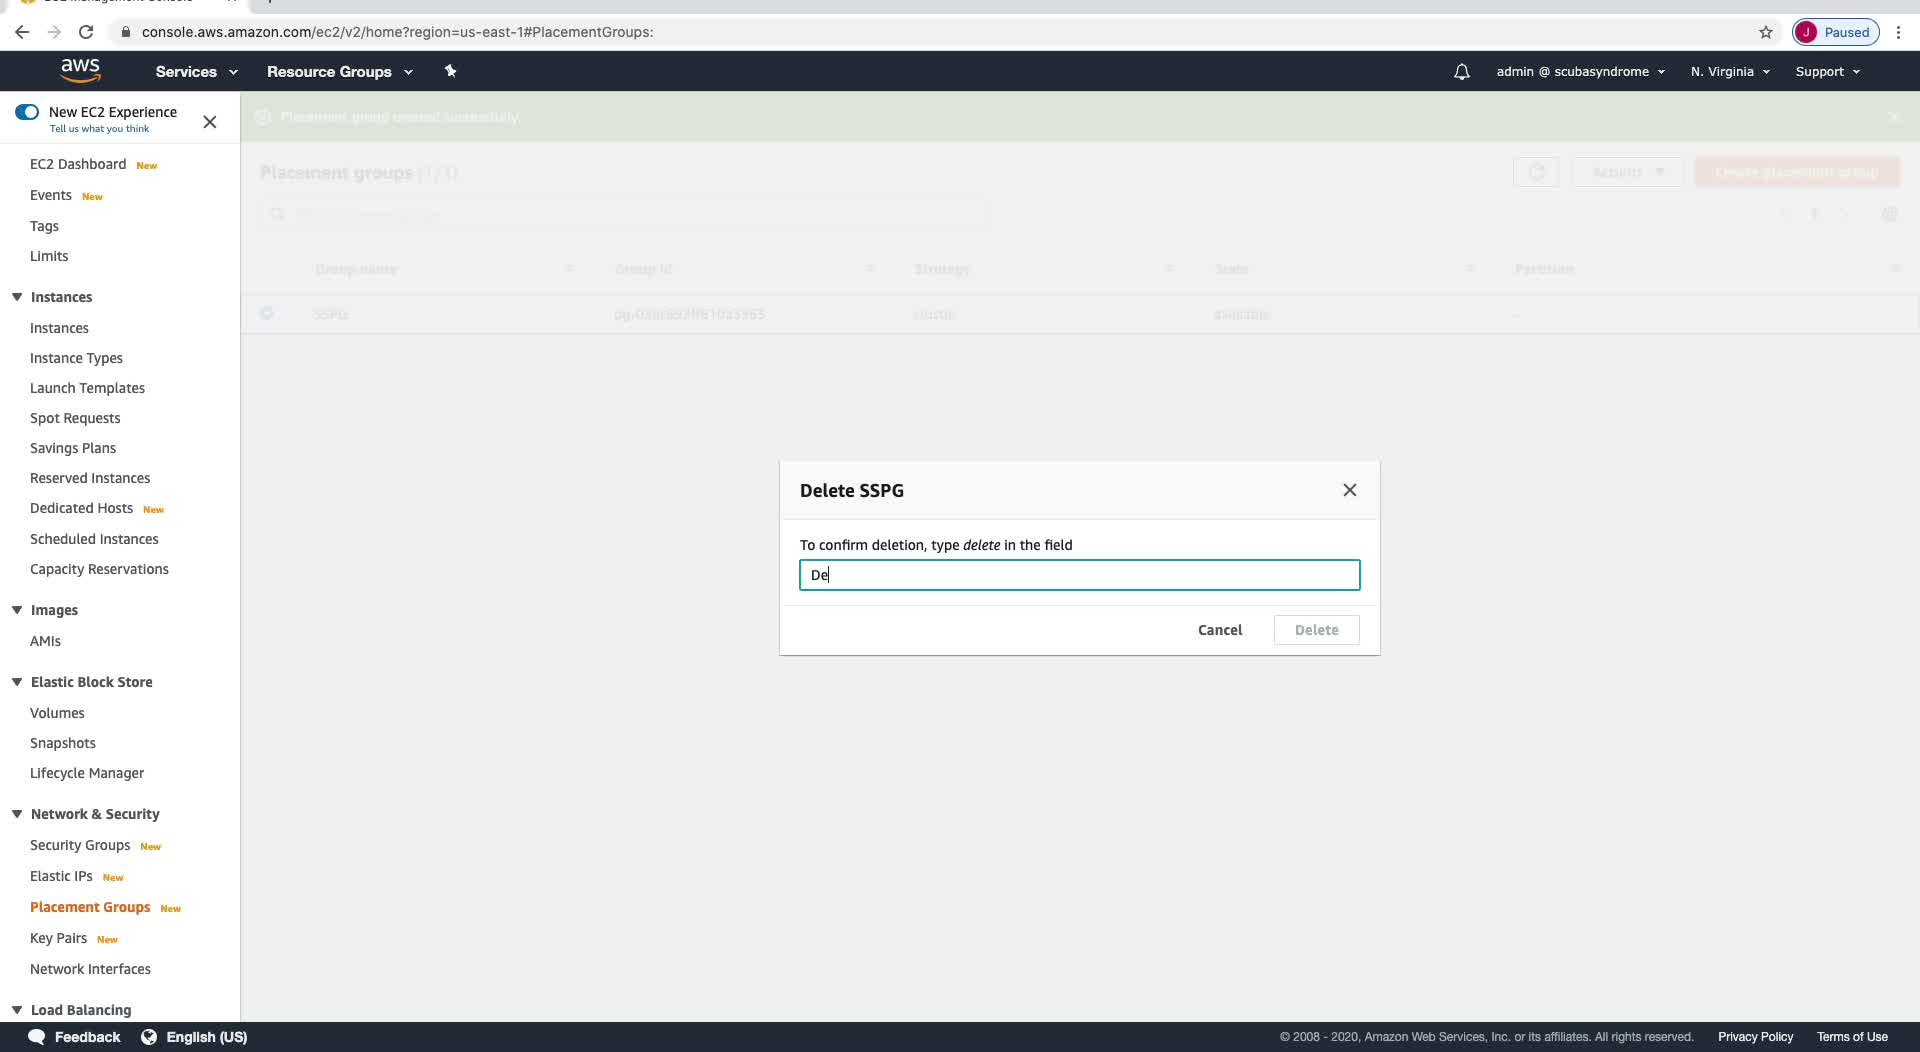 console.aws.amazon.com/ec2/v2/home?region=us-east-1#PlacementGroups:
J Paused
aws
Services
Resource Groups
admin @ scubasyndrome
N. Virginia
Support
New EC2 Experience
Tell us what you think
EC2 Dashboard New
Events New
Tags
Limits
Instances
Instances
Instance Types
Launch Templates
Spot Requests
Savings Plans
Reserved Instances
Dedicated Hosts New
Scheduled Instances
Capacity Reservations
Images
AMIs
Elastic Block Store
Volumes
Snapshots
Lifecycle Manager
Network & Security
Security Groups New
Elastic IPs New
Placement Groups New
Key Pairs New
Network Interfaces
Load Balancing
Placement group created successfully.
Placement groups (1/1)
Actions
Create placement group
Group name
Group Id
Strategy
State
Partition
SSPG
cluster
available
Delete SSPG
To confirm deletion, type delete in the field
De
Cancel
Delete
Feedback
English (US)
© 2008 - 2020, Amazon Web Services, Inc. or its affiliates. All rights reserved.
Privacy Policy
Terms of Use